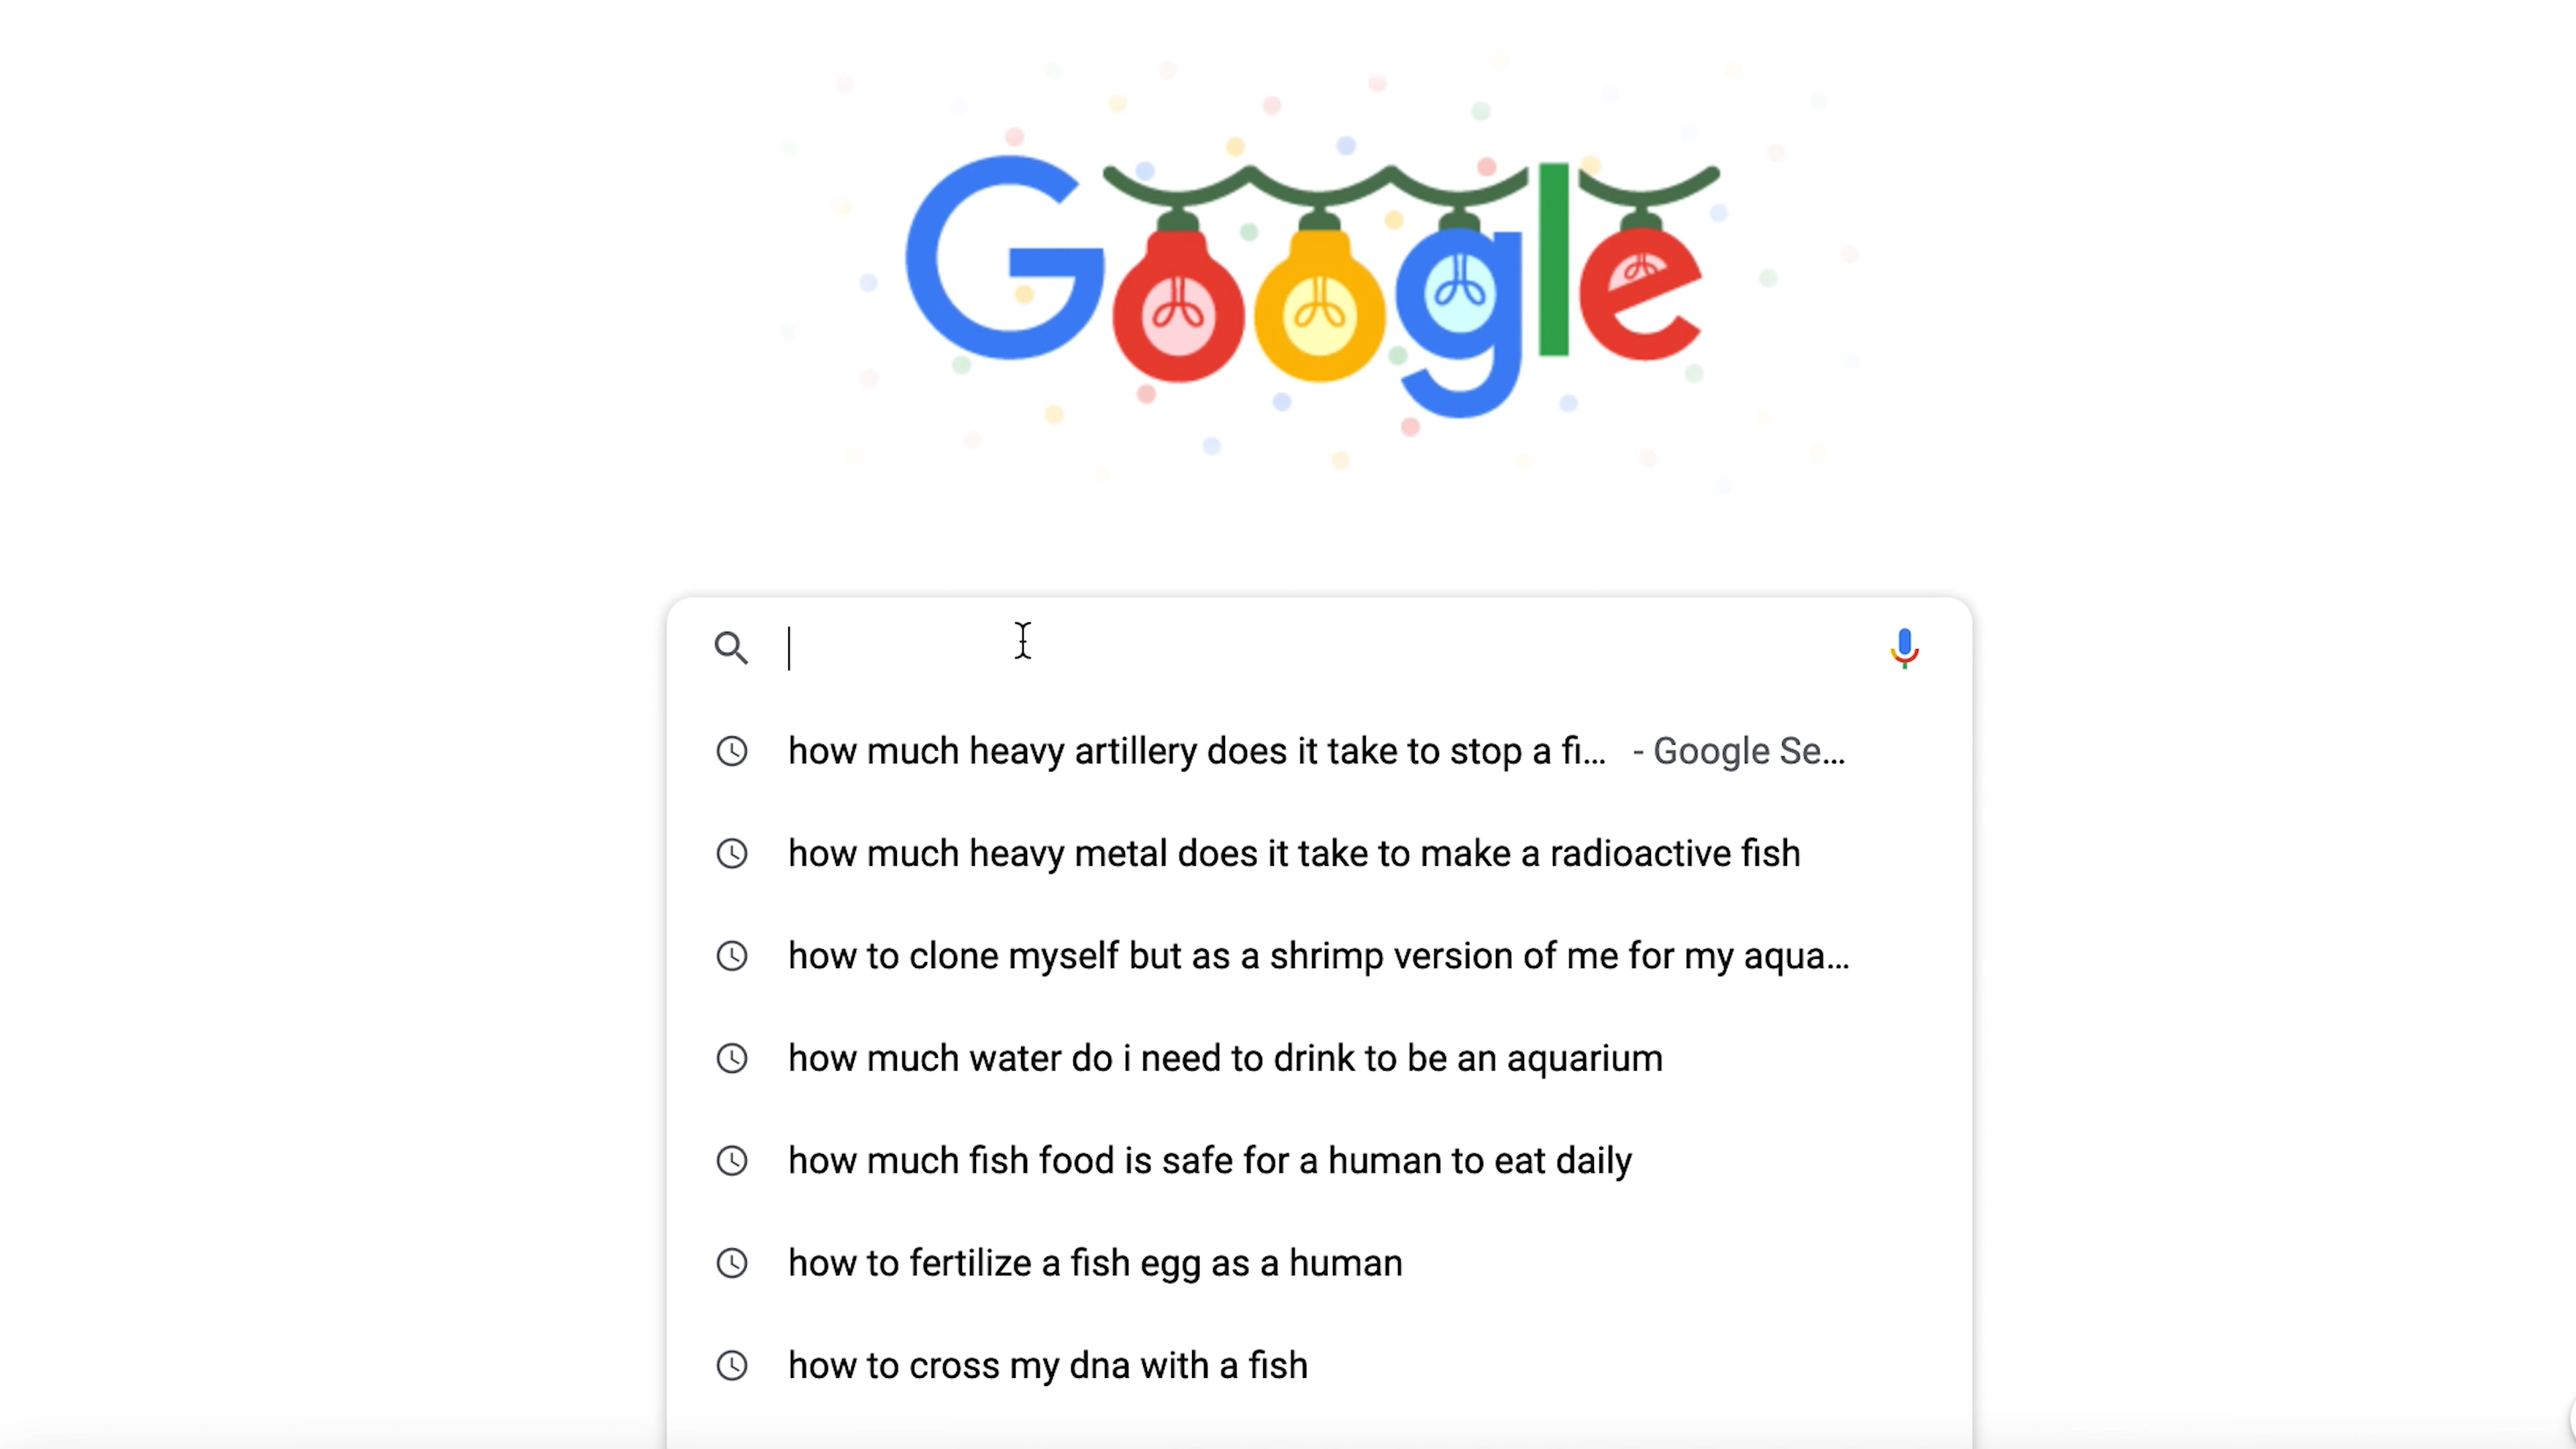 Google
how much heavy artillery does it take to stop a fi... - Google Se...
how much heavy metal does it take to make a radioactive fish
how to clone myself but as a shrimp version of me for my aqua...
how much water do i need to drink to be an aquarium
how much fish food is safe for a human to eat daily
how to fertilize a fish egg as a human
how to cross my dna with a fish